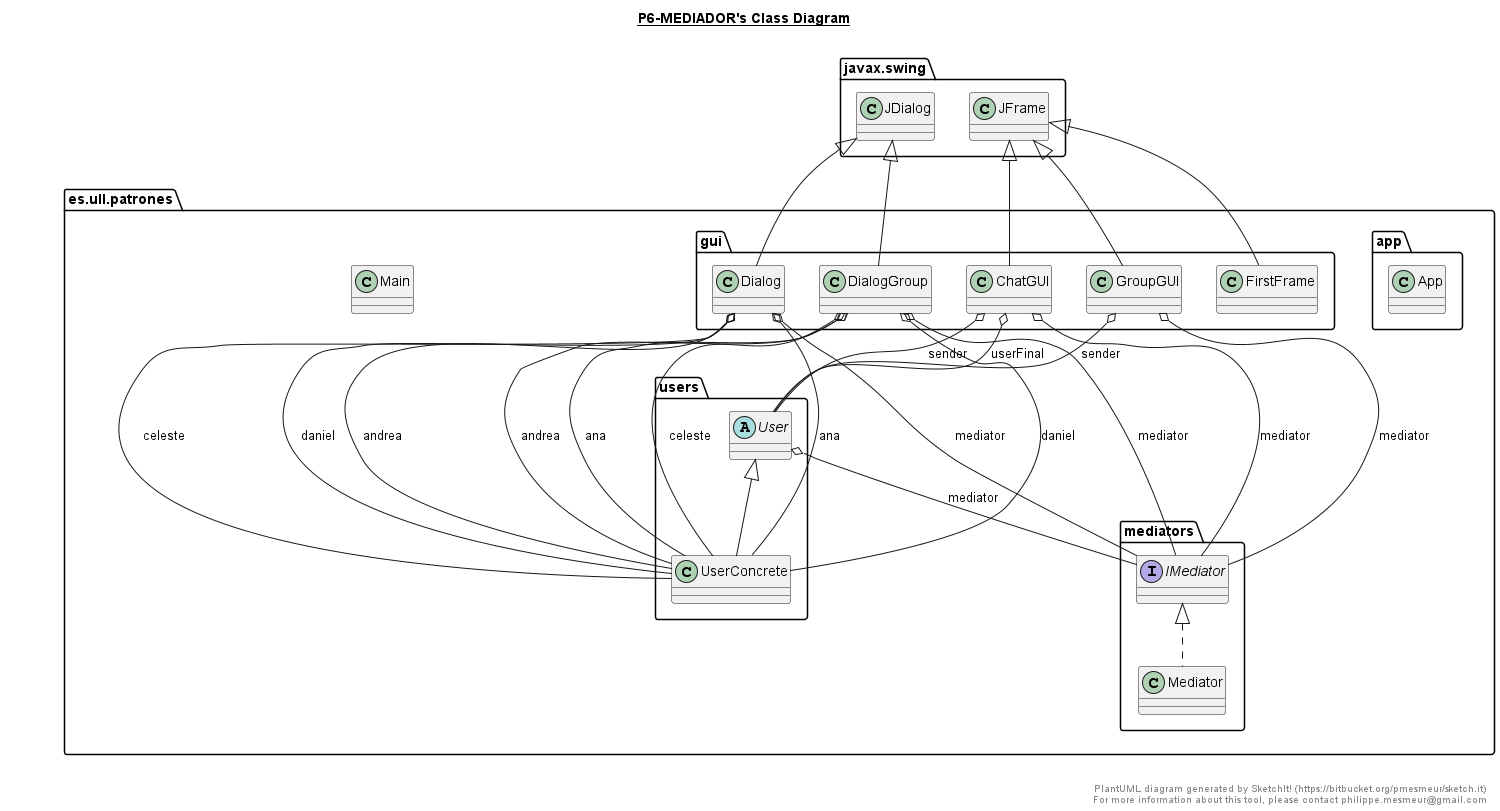 P6-MEDIADOR's Class Diagram
javax.swing
C JDialog
C JFrame
es.ull.patrones
gui
app
C Main
C Dialog
C DialogGroup
C ChatGUI
C GroupGUI
C FirstFrame
C App
sender
userFinal
sender
users
A User
celeste
daniel
andrea
andrea
ana
celeste
ana
mediator
daniel
mediator
mediator
mediator
mediator
mediators
C UserConcrete
I IMediator
C Mediator
PlantUML diagram generated by SketchIt! (https://bitbucket.org/pmesmeur/sketch.it)
For more information about this tool, please contact philippe.mesmeur@gmail.com